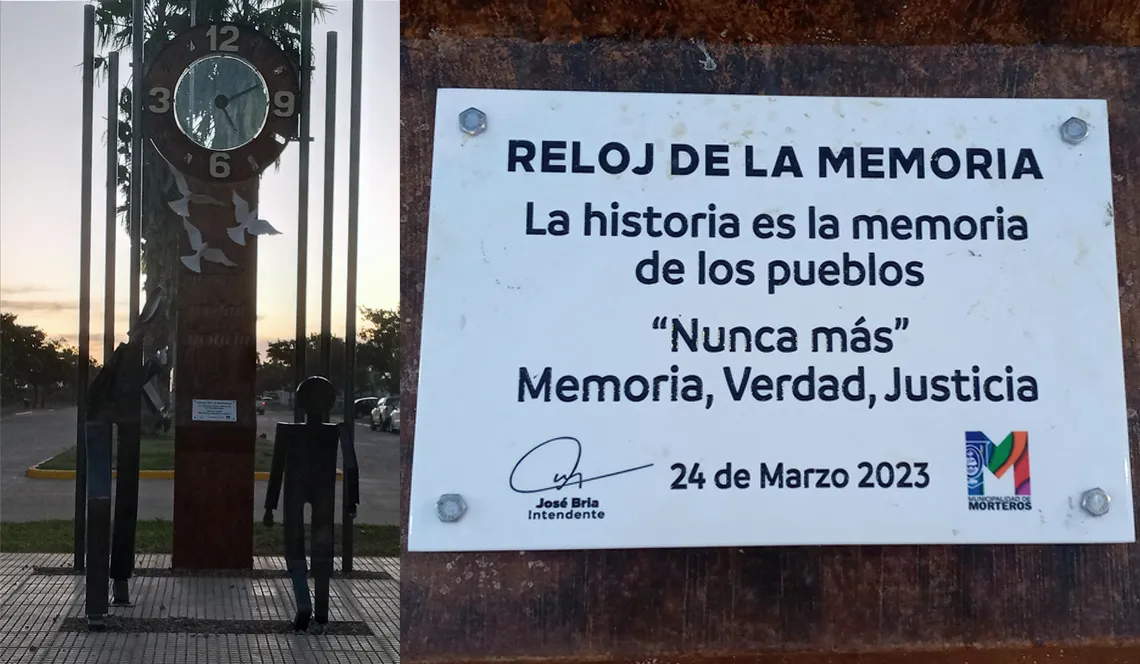 12
3 9
6
RELOJ DE LA MEMORIA
La historia es la memoria
de los pueblos
“Nunca más”
Memoria, Verdad, Justicia
José Bria
Intendente
24 de Marzo 2023
MUNICIPALIDAD DE
MORTEROS